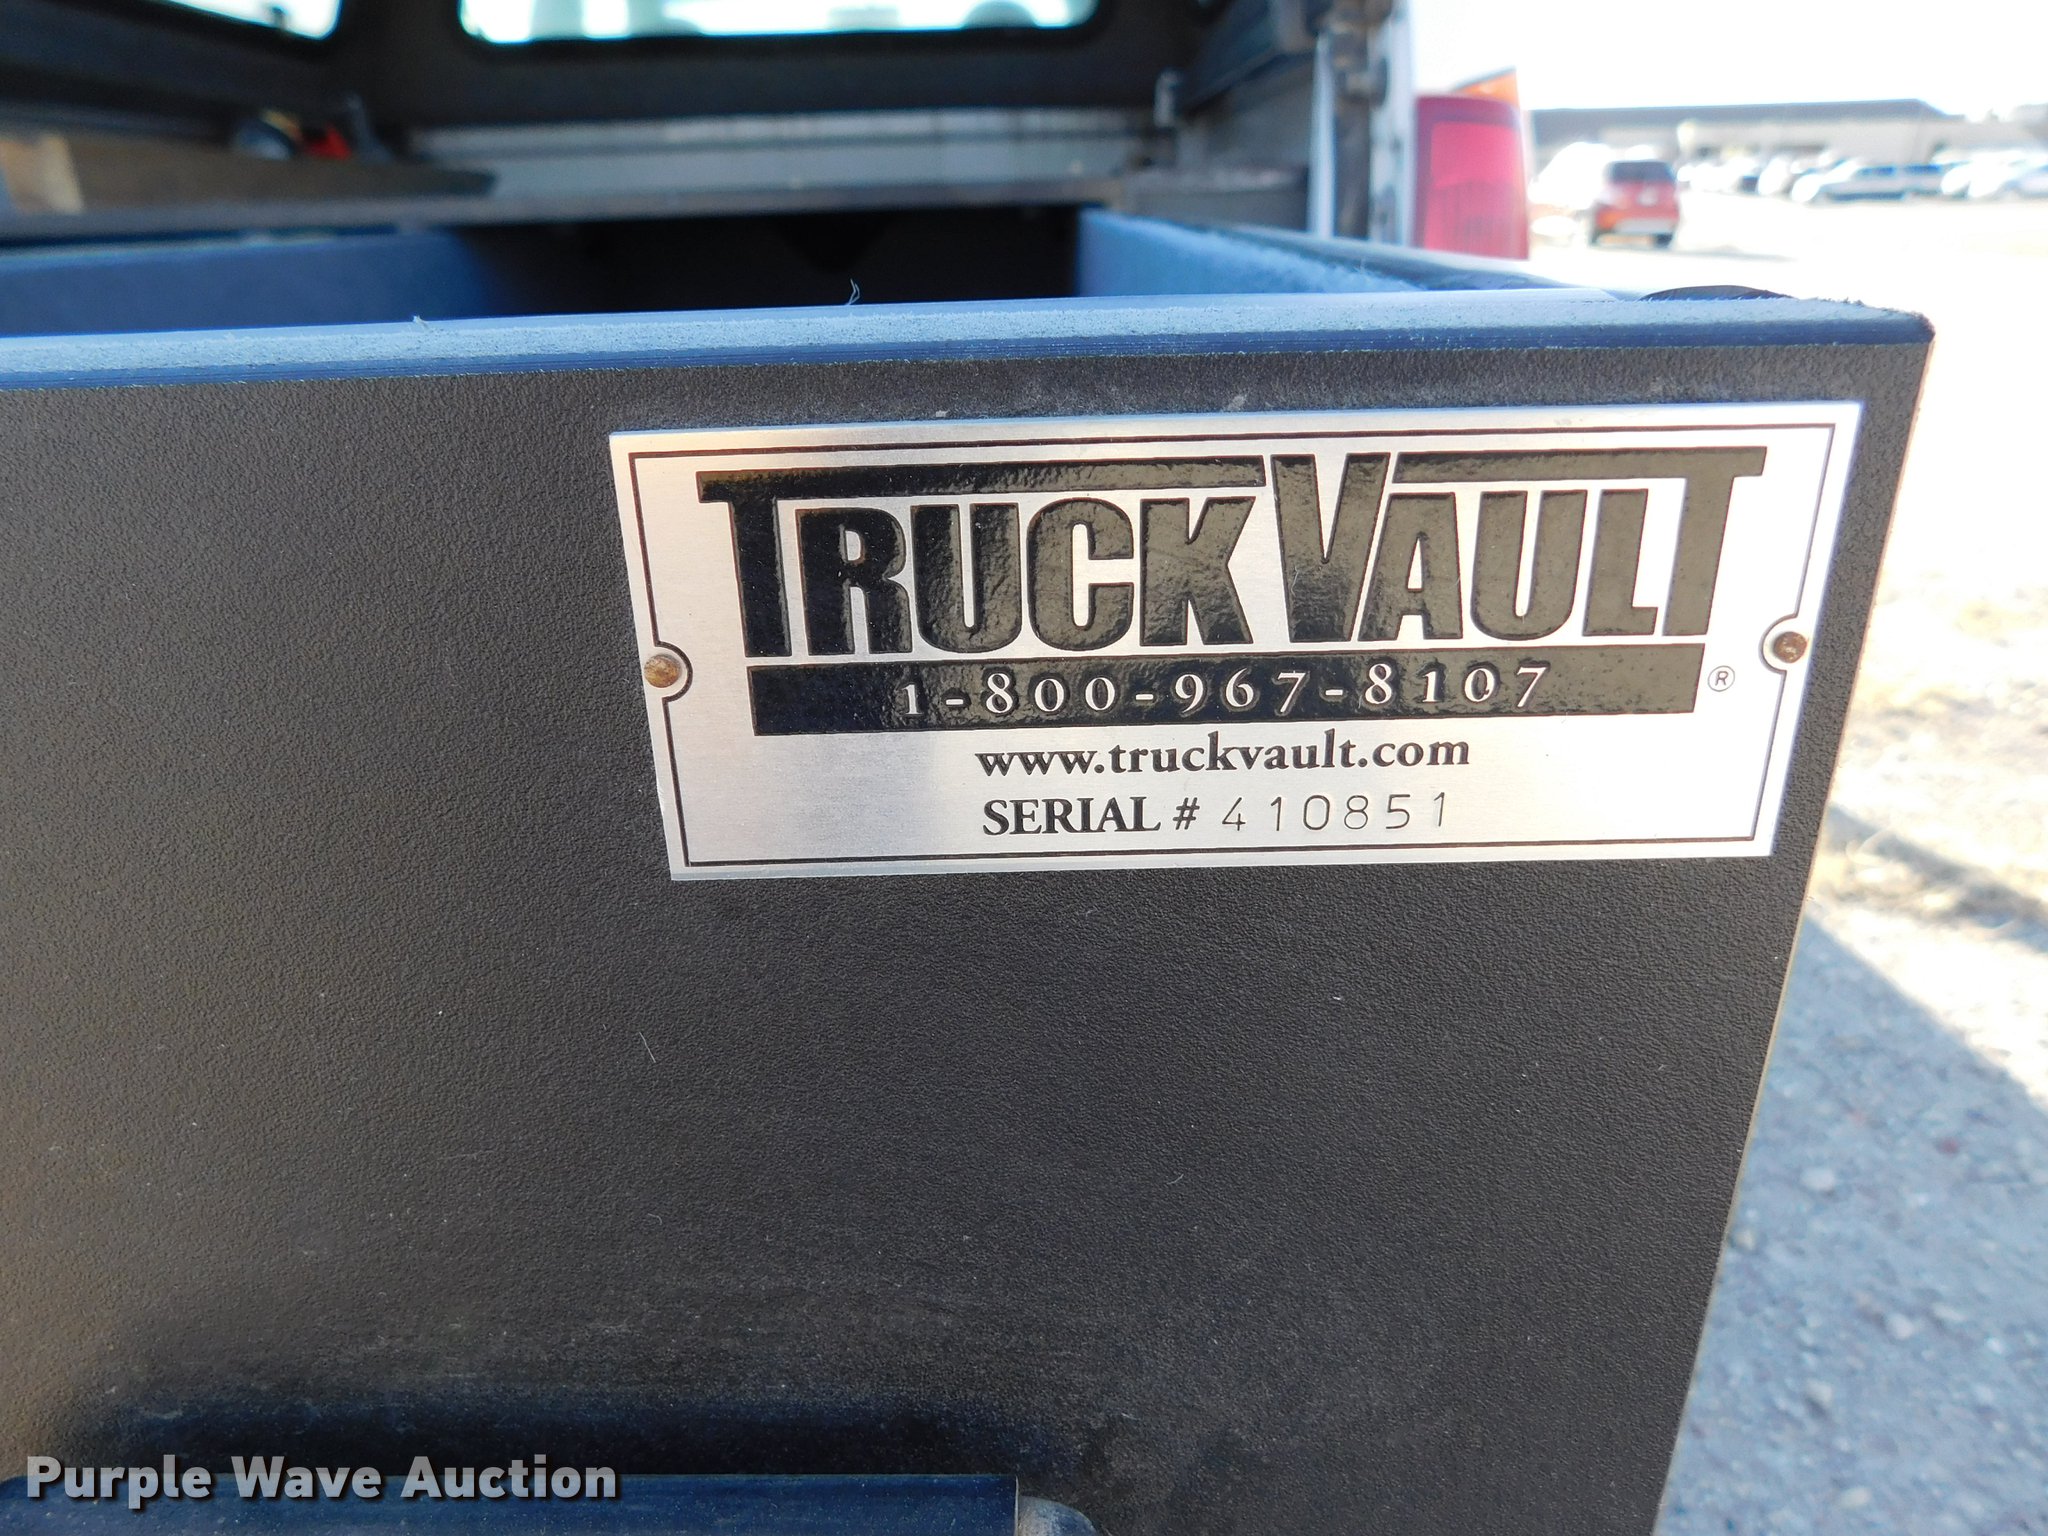 TRUCKVAULT
1-800-967-8107 ®
www.truckvault.com
SERIAL # 410851
Purple Wave Auction